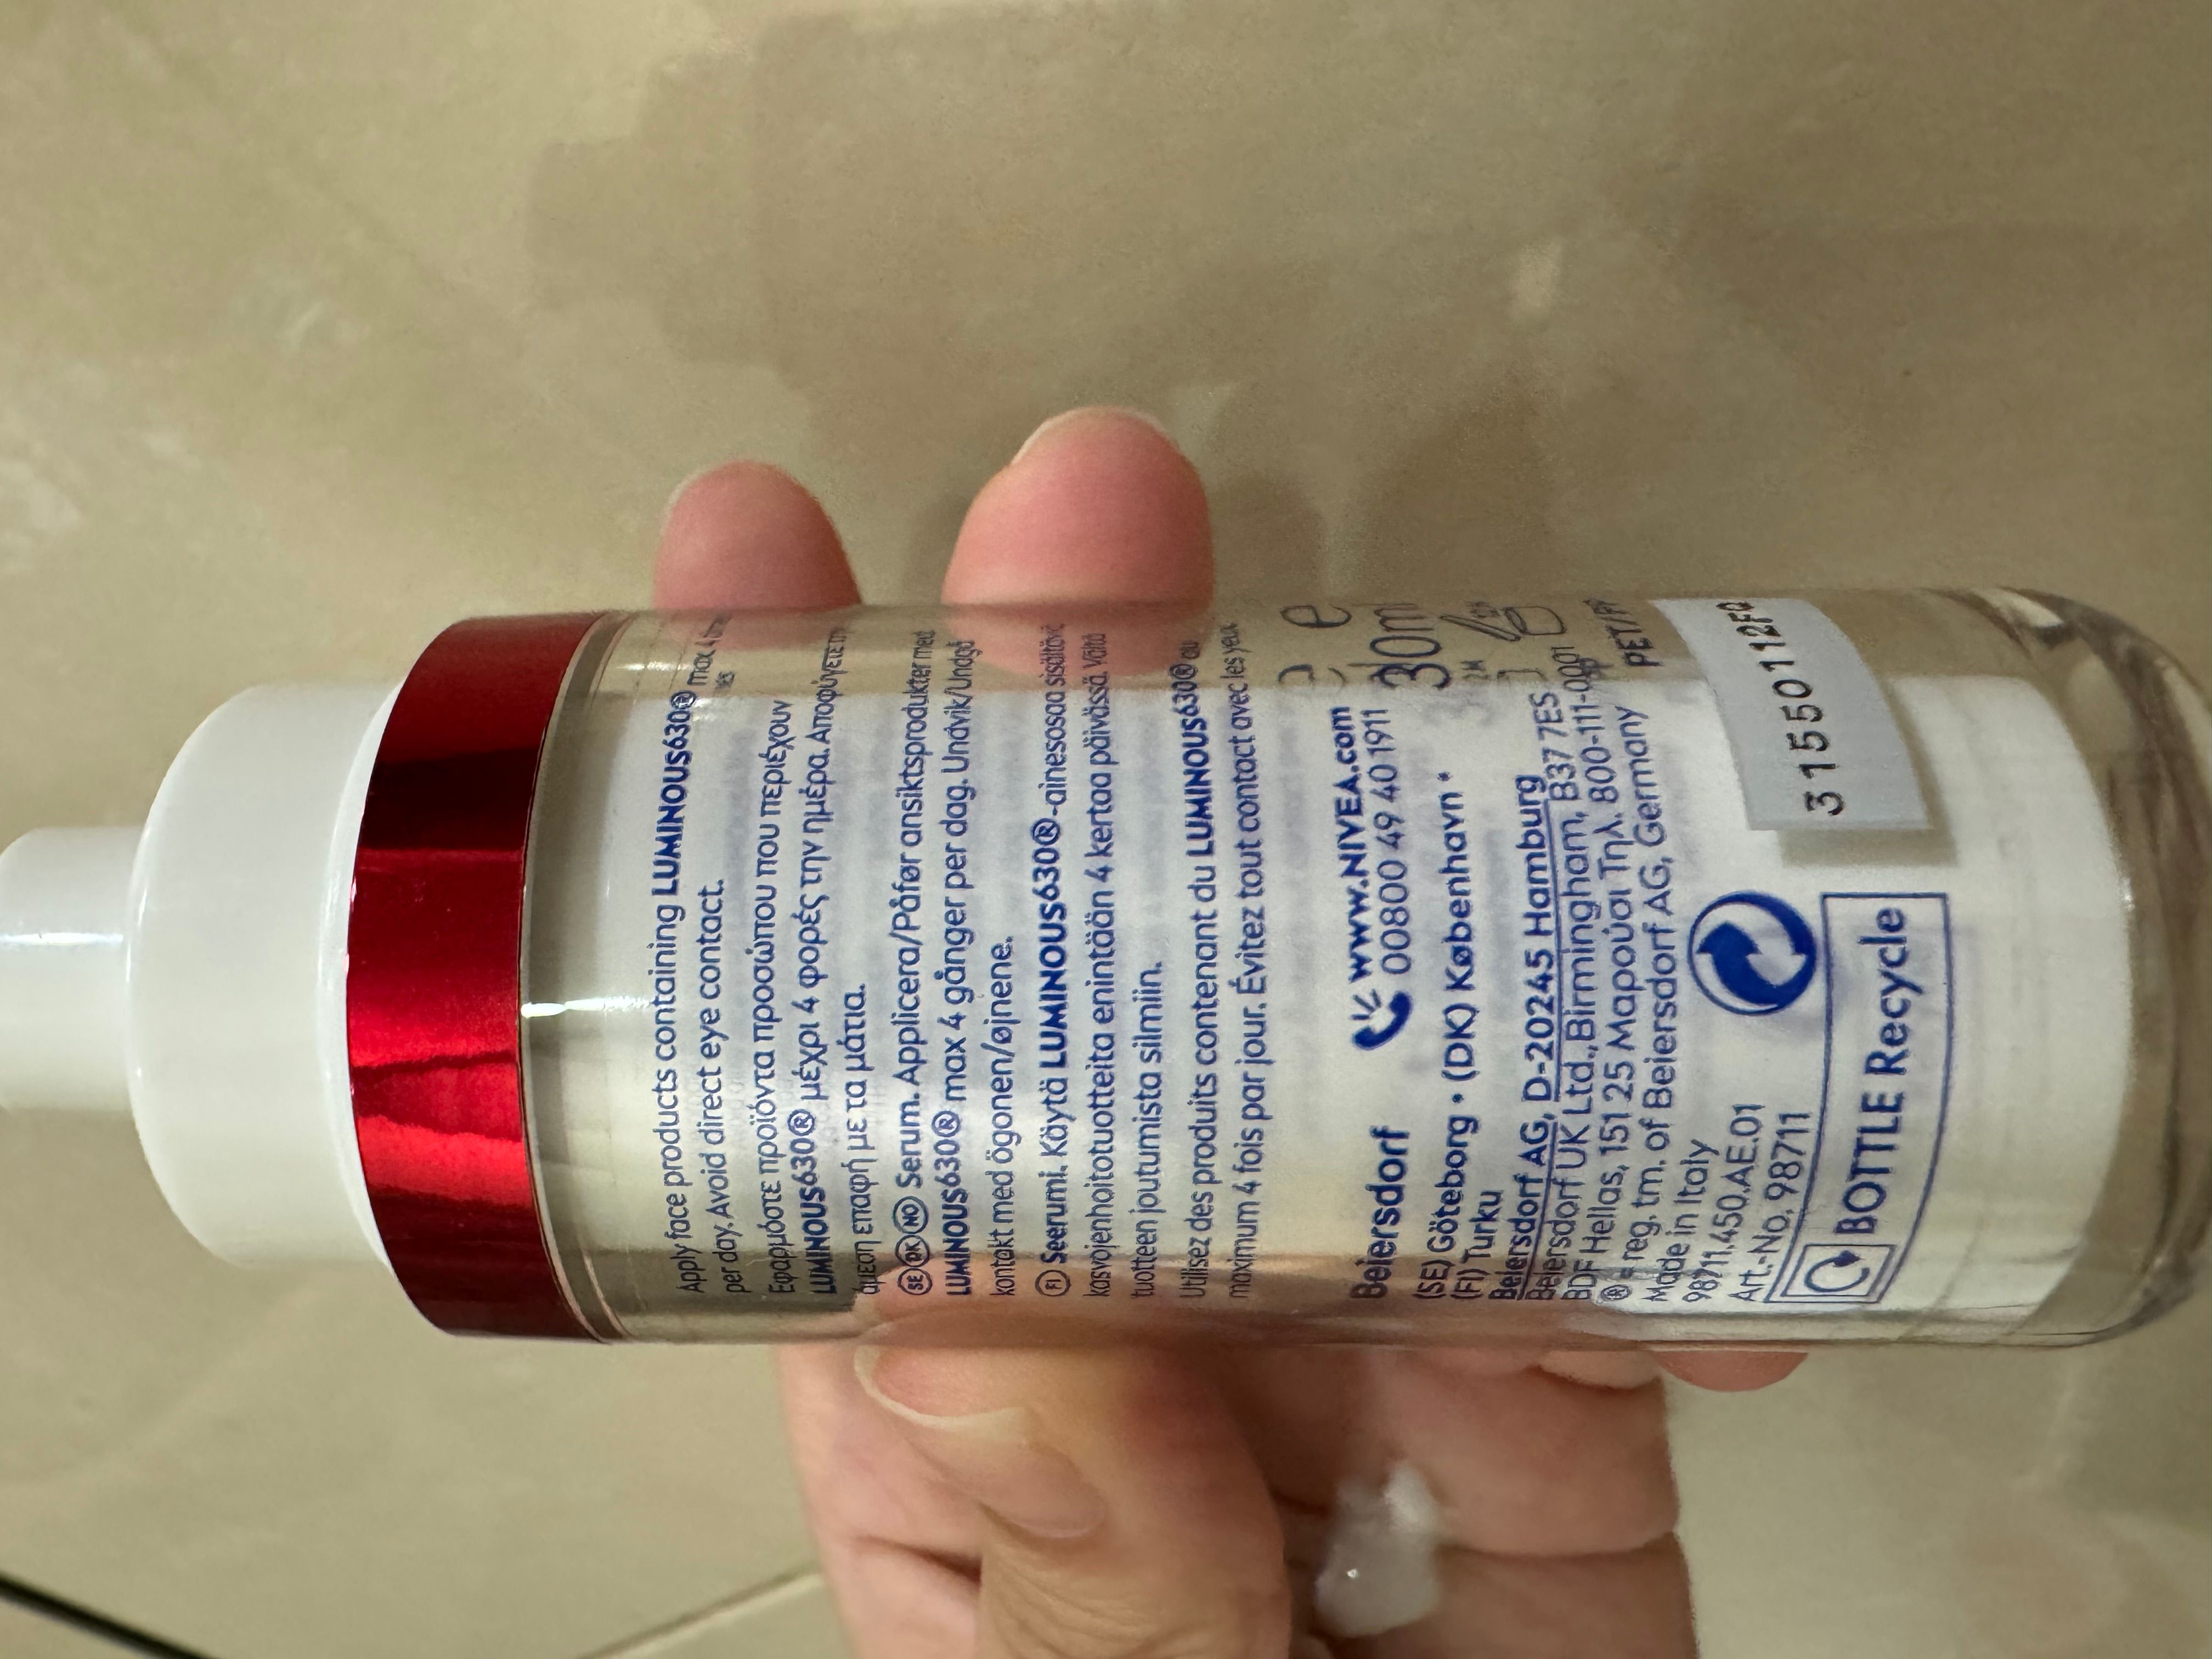 Apply face products containing LUMINOUS630® max 4 times
per day. Avoid direct eye contact.
Εφαρμόστε προϊόντα προσώπου που περιέχουν
LUMINOUS630® μέχρι 4 φορές την ημέρα. Αποφύγετε την
άμεση επαφή με τα μάτια.
SE DK NO Serum. Applicera/Påfør ansiktsprodukter med
LUMINOUS630® max 4 gånger per dag. Undvik/Undgå
kontakt med ögonen/øjnene.
FI Seerumi. Käytä LUMINOUS630®-ainesosaa sisältäviä
kasvojenhoitotuotteita enintään 4 kertaa päivässä. Vältä
tuotteen joutumista silmiin.
Utilisez des produits contenant du LUMINOUS630® au
maximum 4 fois par jour. Évitez tout contact avec les yeux.
e
30ml
Beiersdorf www.NIVEA.com
00800 49 40 1911
(SE) Göteborg • (DK) København •
(FI) Turku
Beiersdorf AG, D-20245 Hamburg
Beiersdorf UK Ltd., Birmingham, B37 7ES
BDF Hellas, 151 25 Μαρούσι Τηλ. 800-111-0001
® = reg. tm. of Beiersdorf AG, Germany
PET/PP
Made in Italy
98711.450.AE.01
Art.-No. 98711
31550112FQ
BOTTLE Recycle